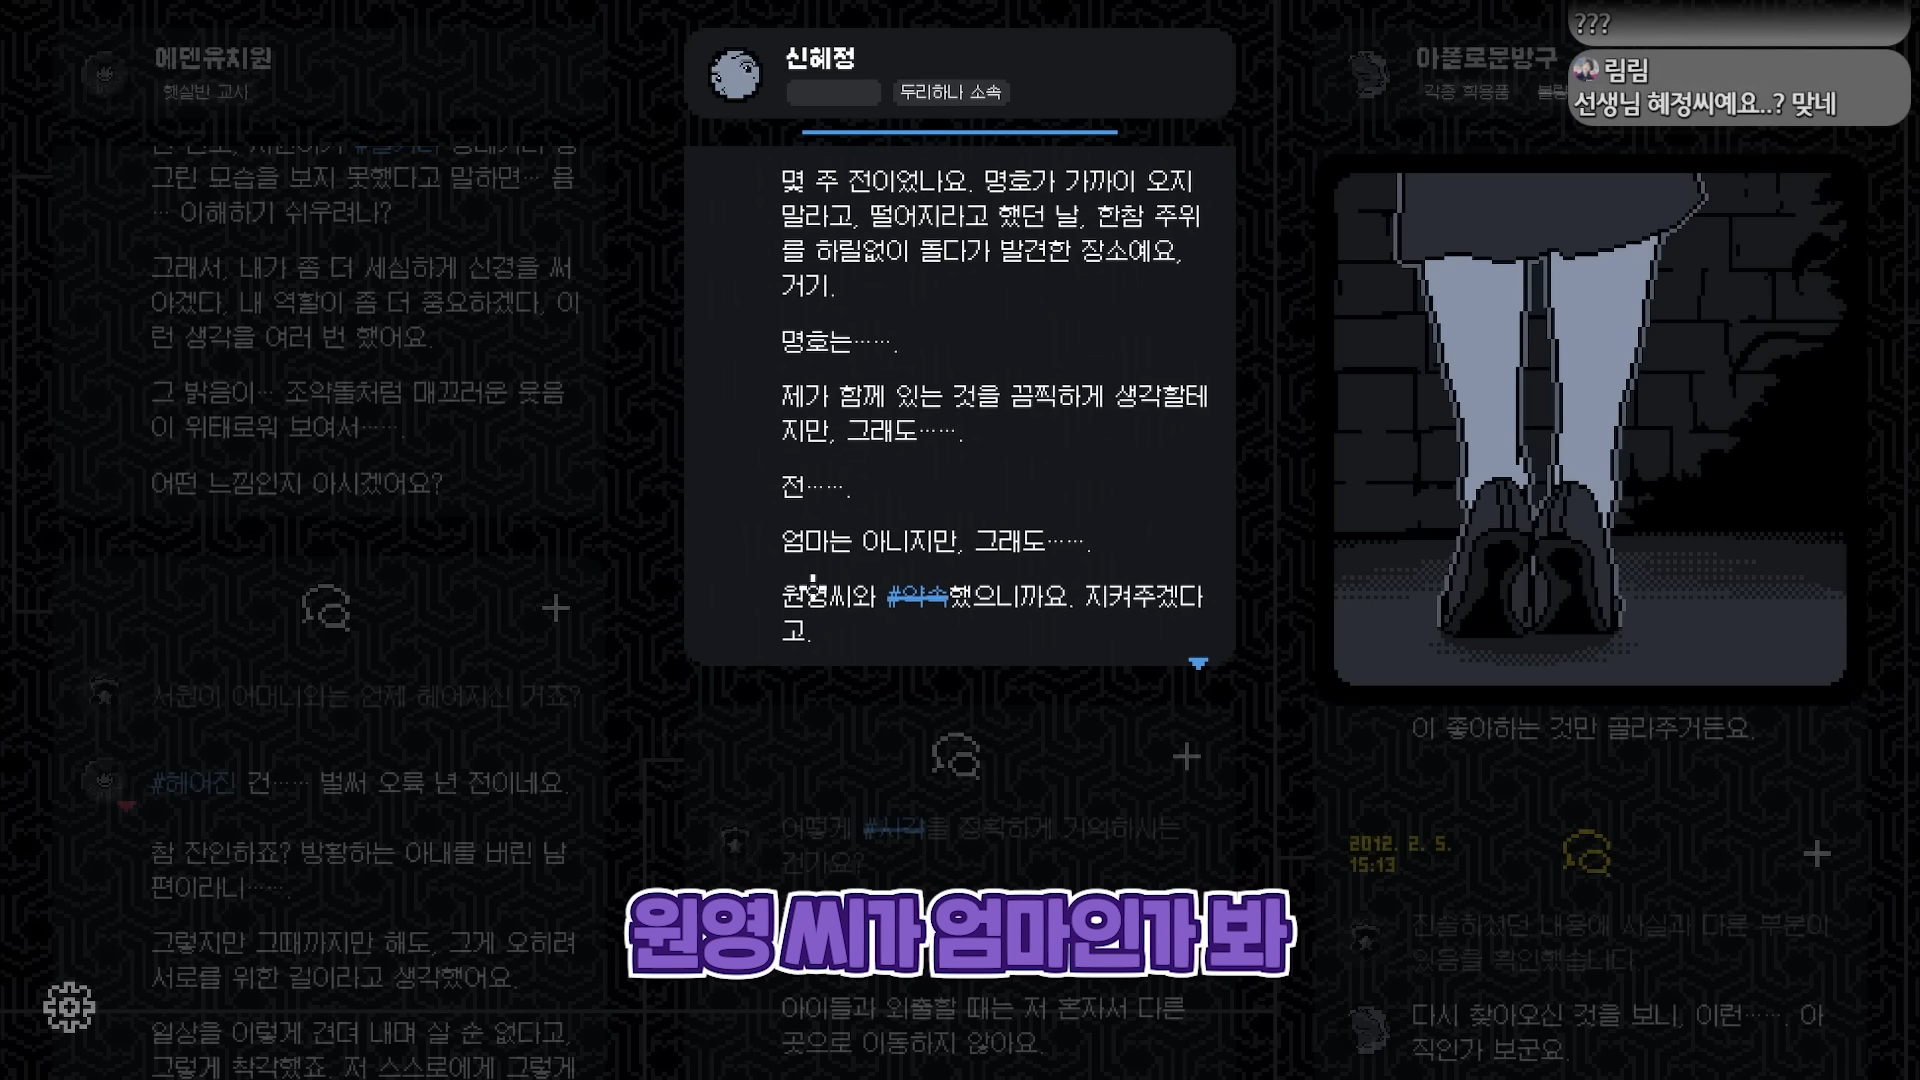 에덴유치원
햇살반 교사
그린 모습을 보지 못했다고 말하면… 음
… 이해하기 쉬우려나?
그래서, 내가 좀 더 세심하게 신경을 써
야겠다, 내 역할이 좀 더 중요하겠다, 이
런 생각을 여러 번 했어요.
그 밝음이… 조약돌처럼 매끄러운 웃음
이 위태로워 보여서…….
어떤 느낌인지 아시겠어요?
서원이 어머니와는 언제 헤어지신 거죠?
#헤어진 건…… 벌써 오륙 년 전이네요.
참 잔인하죠? 방황하는 아내를 버린 남
편이라니…….
그렇지만 그때까지만 해도, 그게 오히려
서로를 위한 길이라고 생각했어요.
일상을 이렇게 견뎌 내며 살 순 없다고,
그렇게 착각했죠. 저 스스로에게 그렇게
신혜정
두리하나 소속
몇 주 전이었나요. 명호가 가까이 오지
말라고, 떨어지라고 했던 날, 한참 주위
를 하릴없이 돌다가 발견한 장소예요,
거기.
명호는…….
제가 함께 있는 것을 끔찍하게 생각할테
지만, 그래도…….
전…….
엄마는 아니지만, 그래도…….
원영씨와 #약속했으니까요. 지켜주겠다
고.
어떻게 #시각을 정확하게 기억하시는
건가요?
원영 씨가 엄마인가 봐
아이들과 외출할 때는 저 혼자서 다른
곳으로 이동하지 않아요.
아폴로문방구
각종 학용품
???
림림
선생님 혜정씨예요..? 맞네
이 좋아하는 것만 골라주거든요.
2012. 2. 5.
15:13
진술하셨던 내용에 사실과 다른 부분이
있음을 확인했습니다.
다시 찾아오신 것을 보니, 이런……. 아
직인가 보군요.